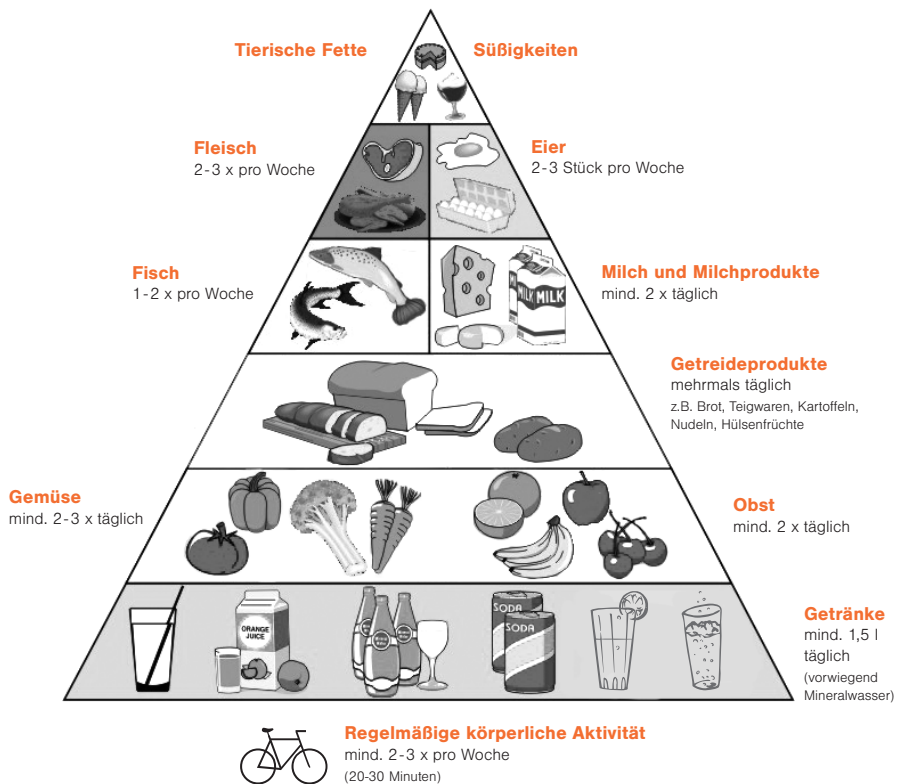 Tierische Fette
Süßigkeiten
Fleisch
2-3 x pro Woche
Eier
2-3 Stück pro Woche
Fisch
1-2 x pro Woche
Milch und Milchprodukte
mind. 2 x täglich
MILK
MILK
Getreideprodukte
mehrmals täglich
z.B. Brot, Teigwaren, Kartoffeln,
Nudeln, Hülsenfrüchte
Gemüse
mind. 2-3 x täglich
Obst
mind. 2 x täglich
ORANGE
JUICE
SODA
SODA
Getränke
mind. 1,5 l
täglich
(vorwiegend
Mineralwasser)
Regelmäßige körperliche Aktivität
mind. 2-3 x pro Woche
(20-30 Minuten)